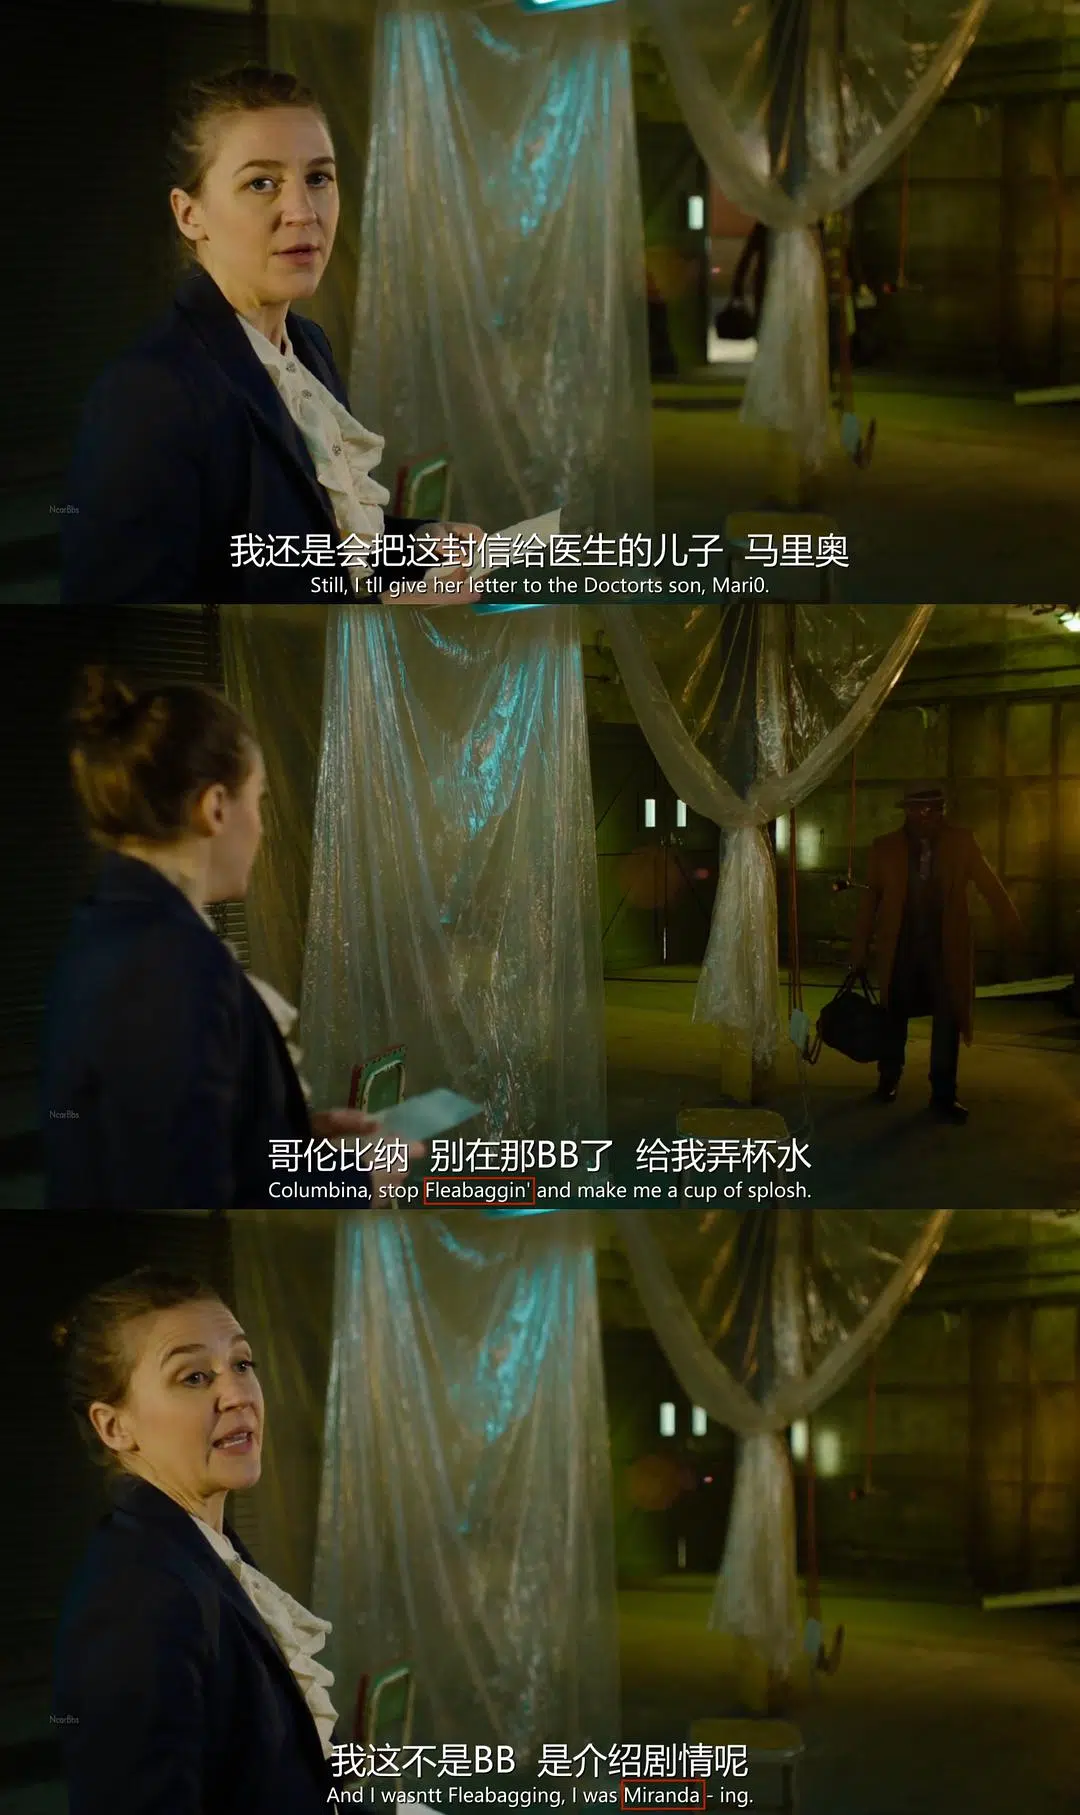 NcarBbs
我还是会把这封信给医生的儿子 马里奥
Still, I tll give her letter to the Doctorts son, Mari0.
NcarBbs
哥伦比纳 别在那BB了 给我弄杯水
Columbina, stop Fleabaggin' and make me a cup of splosh.
NcarBbs
我这不是BB 是介绍剧情呢
And I wasntt Fleabagging, I was Miranda - ing.